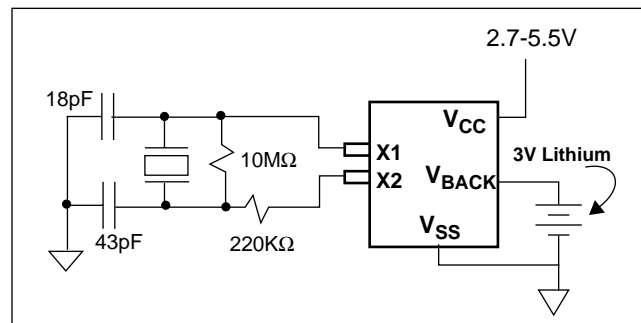 2.7-5.5V
18pF
VCC
3V Lithium
X1
10MΩ
X2
VBACK
43pF
220KΩ
VSS